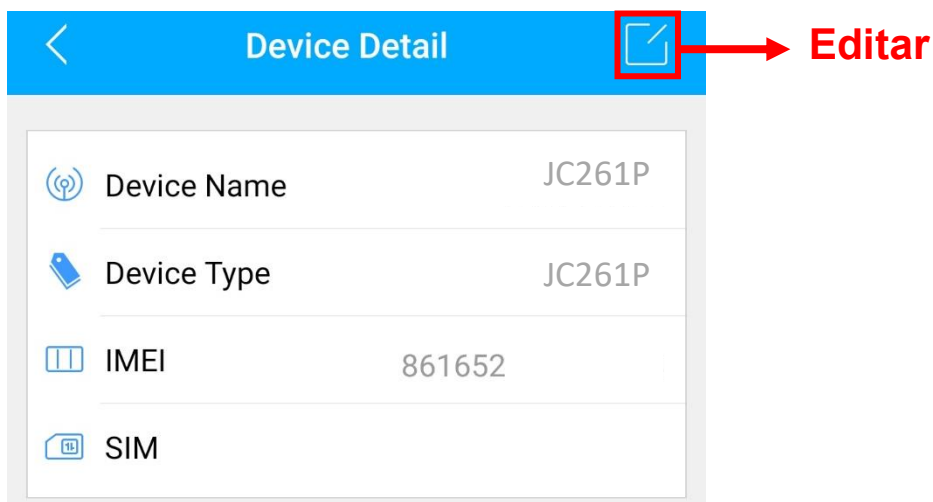 Device Detail
Editar
Device Name JC261P
Device Type JC261P
IMEI 861652
SIM